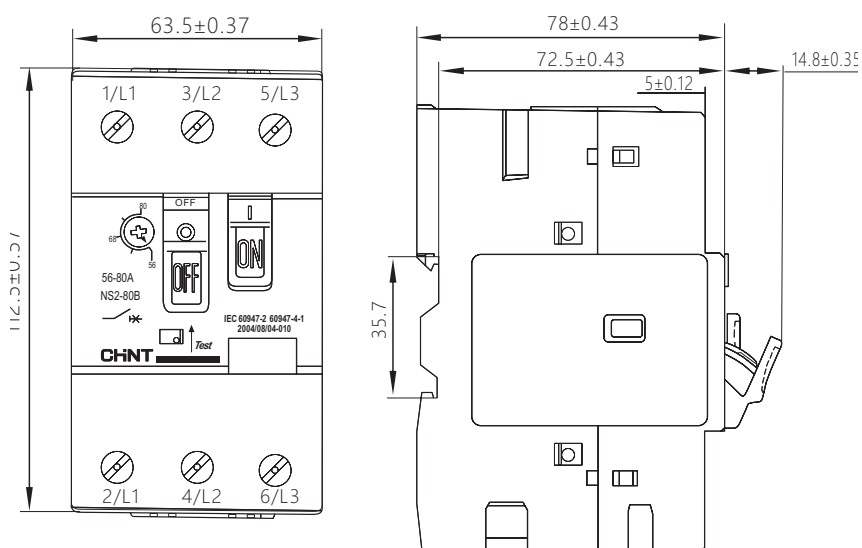 63.5±0.37
78±0.43
72.5±0.43
14.8±0.35
5±0.12
1/L1 3/L2 5/L3
OFF
I
80
68
56
OFF
ON
56-80A
NS2-80B
IEC 60947-2 60947-4-1
2004/08/04-010
Test
CHNT
35.7
2/L1 4/L2 6/L3